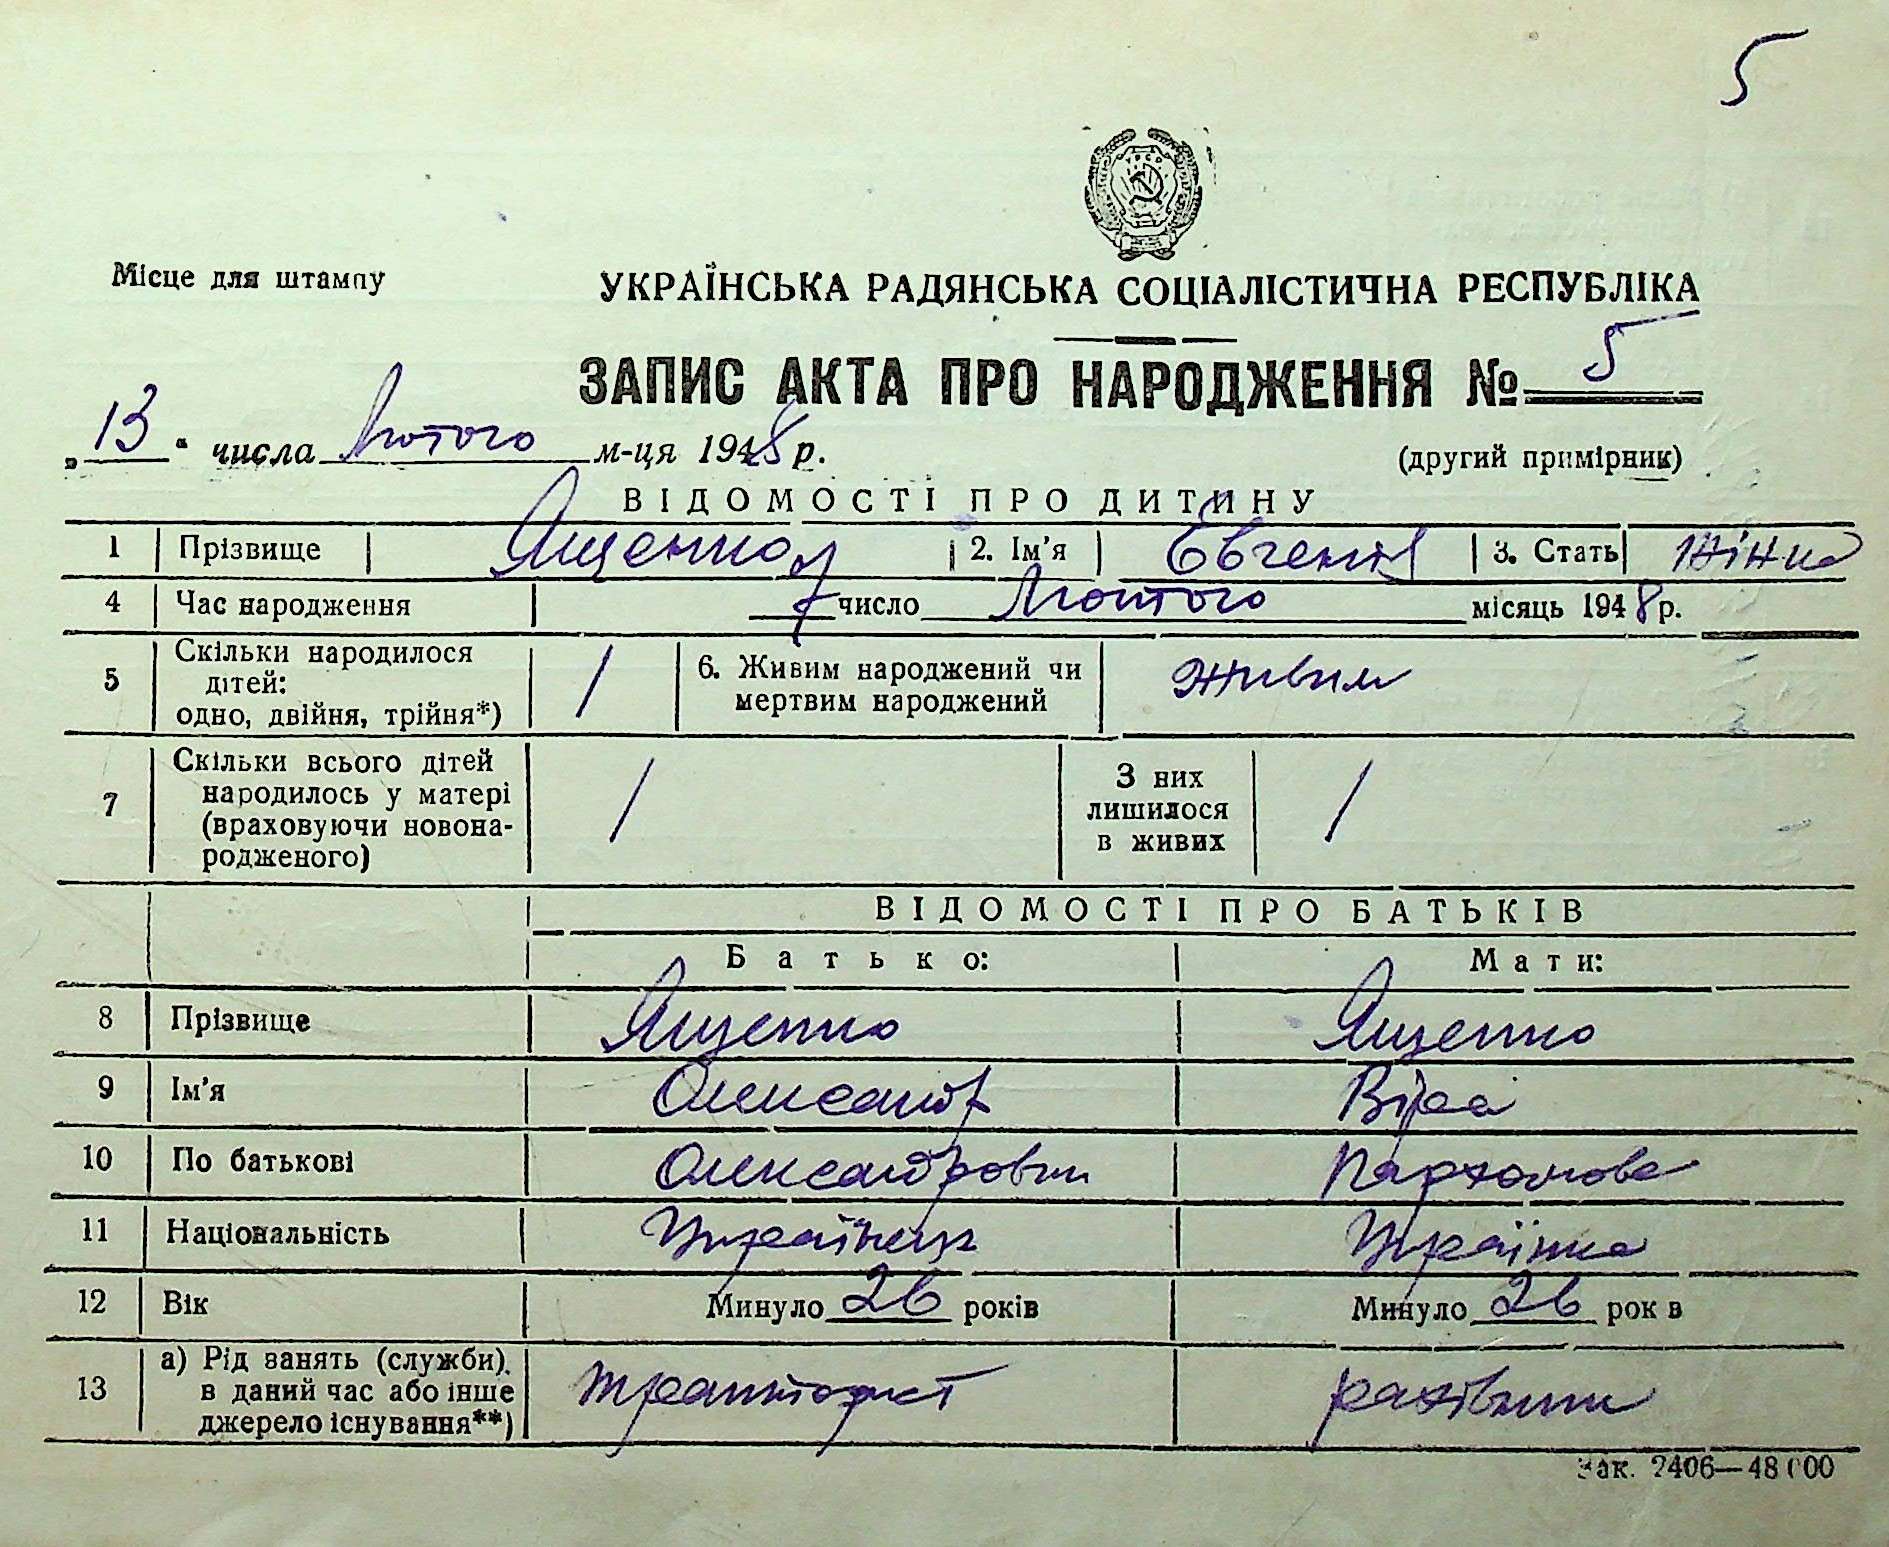 5
УРСР
Місце для штампу
УКРАЇНСЬКА РАДЯНСЬКА СОЦІАЛІСТИЧНА РЕСПУБЛІКА
ЗАПИС АКТА ПРО НАРОДЖЕННЯ № 5
„13“ числа Лютого м-ця 1948 р.
(другий примірник)
ВІДОМОСТІ ПРО ДИТИНУ
1 Прізвище Ященко 2. Ім'я Євгенія 3. Стать жінка
4 Час народження 7 число Лютого місяць 1948 р.
5 Скільки народилося дітей: одно, двійня, трійня*) 1 6. Живим народжений чи мертвим народжений живим
7 Скільки всього дітей народилось у матері (враховуючи новонародженого) 1 З них лишилося в живих 1
ВІДОМОСТІ ПРО БАТЬКІВ
Батько: Мати:
8 Прізвище Ященко Ященко
9 Ім'я Олександр Віра
10 По батькові Олександрович Пархомова
11 Національність Українець Українка
12 Вік Минуло 26 років Минуло 26 рок в
13 а) Рід занять (служби) в даний час або інше джерело існування**) тракторист рахівник
Зак. 2406—48 000